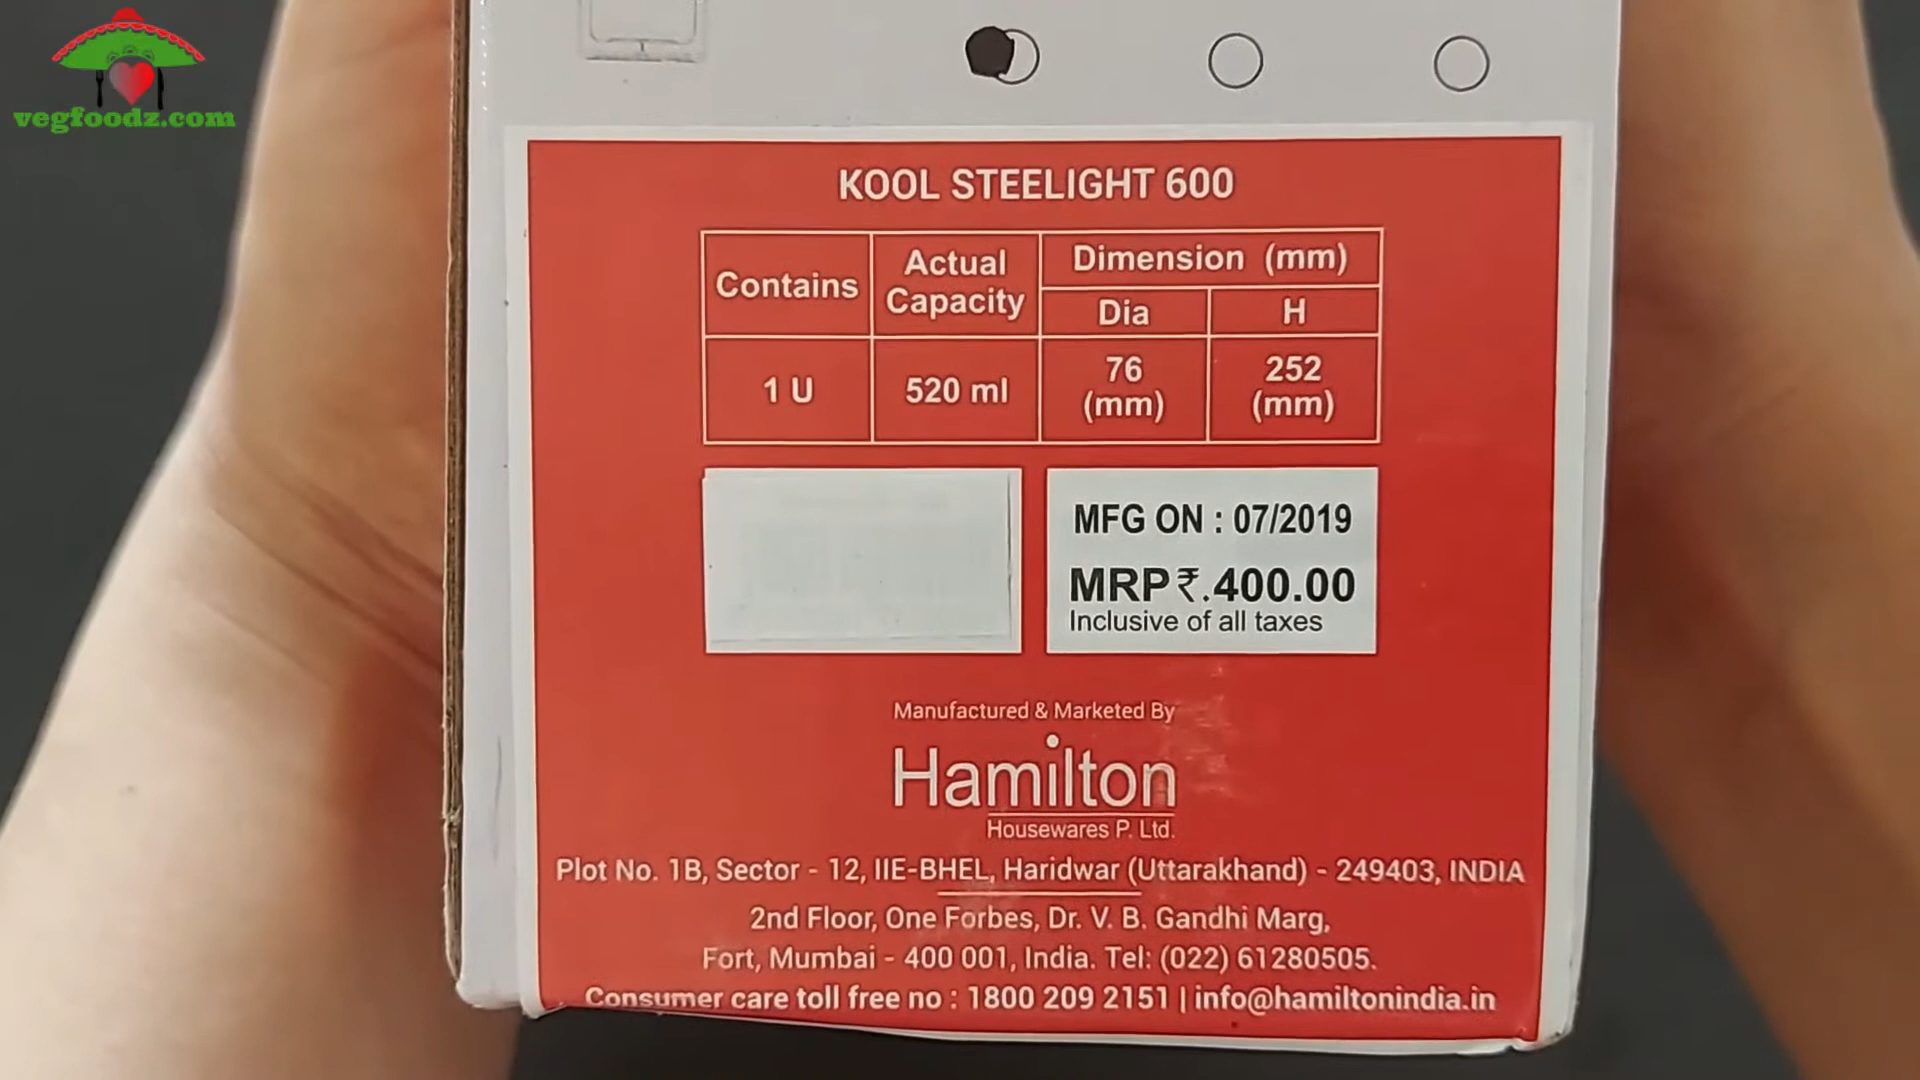 vegfoodz.com
KOOL STEELIGHT 600
Contains
Actual
Capacity
Dimension (mm)
Dia
H
1 U
520 ml
76
(mm)
252
(mm)
MFG ON : 07/2019
MRP ₹.400.00
Inclusive of all taxes
Manufactured & Marketed By
Hamilton
Housewares P. Ltd.
Plot No. 1B, Sector - 12, IIE-BHEL, Haridwar (Uttarakhand) - 249403, INDIA
2nd Floor, One Forbes, Dr. V. B. Gandhi Marg,
Fort, Mumbai - 400 001, India. Tel: (022) 61280505.
Consumer care toll free no : 1800 209 2151 | info@hamiltonindia.in